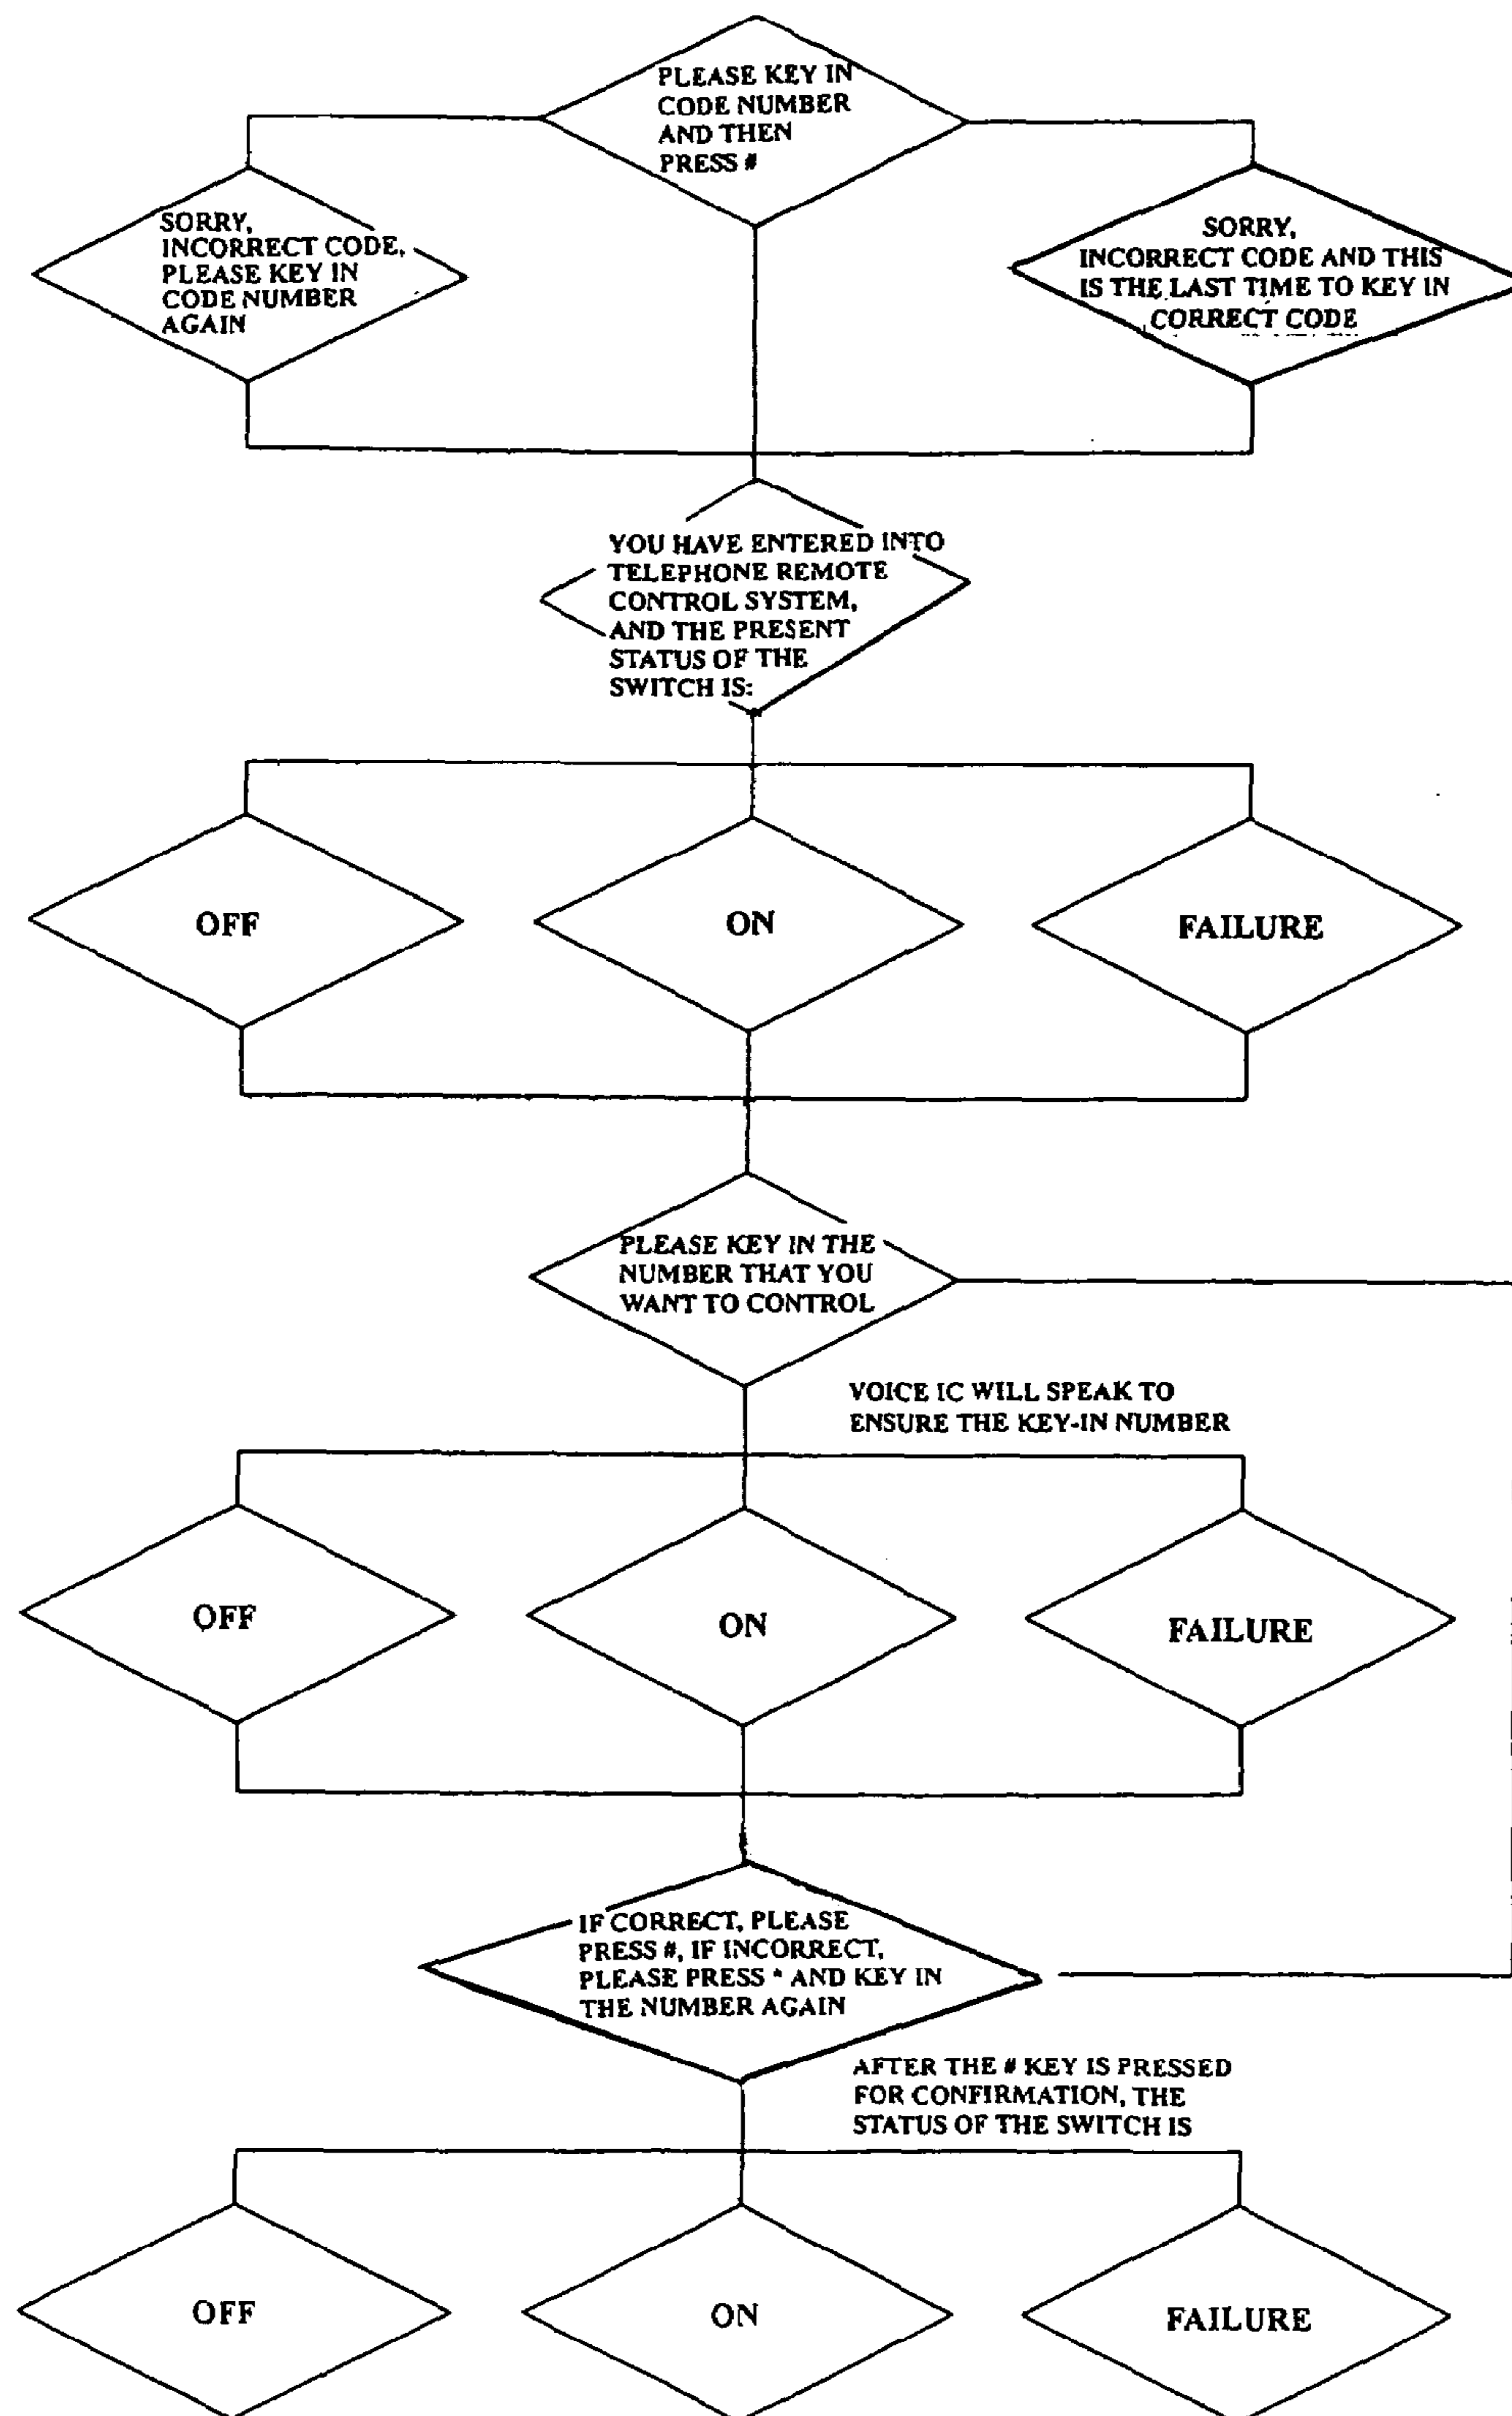 PLEASE KEY IN
CODE NUMBER
AND THEN
PRESS #
SORRY,
INCORRECT CODE,
PLEASE KEY IN
CODE NUMBER
AGAIN
SORRY,
INCORRECT CODE AND THIS
IS THE LAST TIME TO KEY IN
CORRECT CODE
YOU HAVE ENTERED INTO
TELEPHONE REMOTE
CONTROL SYSTEM,
AND THE PRESENT
STATUS OF THE
SWITCH IS:
OFF
ON
FAILURE
PLEASE KEY IN THE
NUMBER THAT YOU
WANT TO CONTROL
VOICE IC WILL SPEAK TO
ENSURE THE KEY-IN NUMBER
OFF
ON
FAILURE
IF CORRECT, PLEASE
PRESS #, IF INCORRECT,
PLEASE PRESS * AND KEY IN
THE NUMBER AGAIN
AFTER THE # KEY IS PRESSED
FOR CONFIRMATION, THE
STATUS OF THE SWITCH IS
OFF
ON
FAILURE